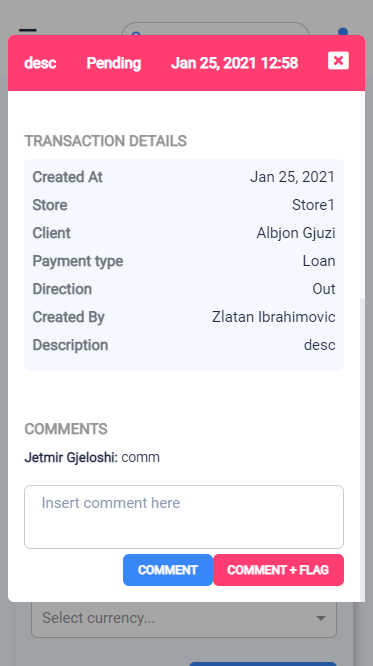 desc Pending Jan 25, 2021 12:58
TRANSACTION DETAILS
Created At Jan 25, 2021
Store Store1
Client Albjon Gjuzi
Payment type Loan
Direction Out
Created By Zlatan Ibrahimovic
Description desc
COMMENTS
Jetmir Gjeloshi: comm
Insert comment here
COMMENT COMMENT + FLAG
Select currency...